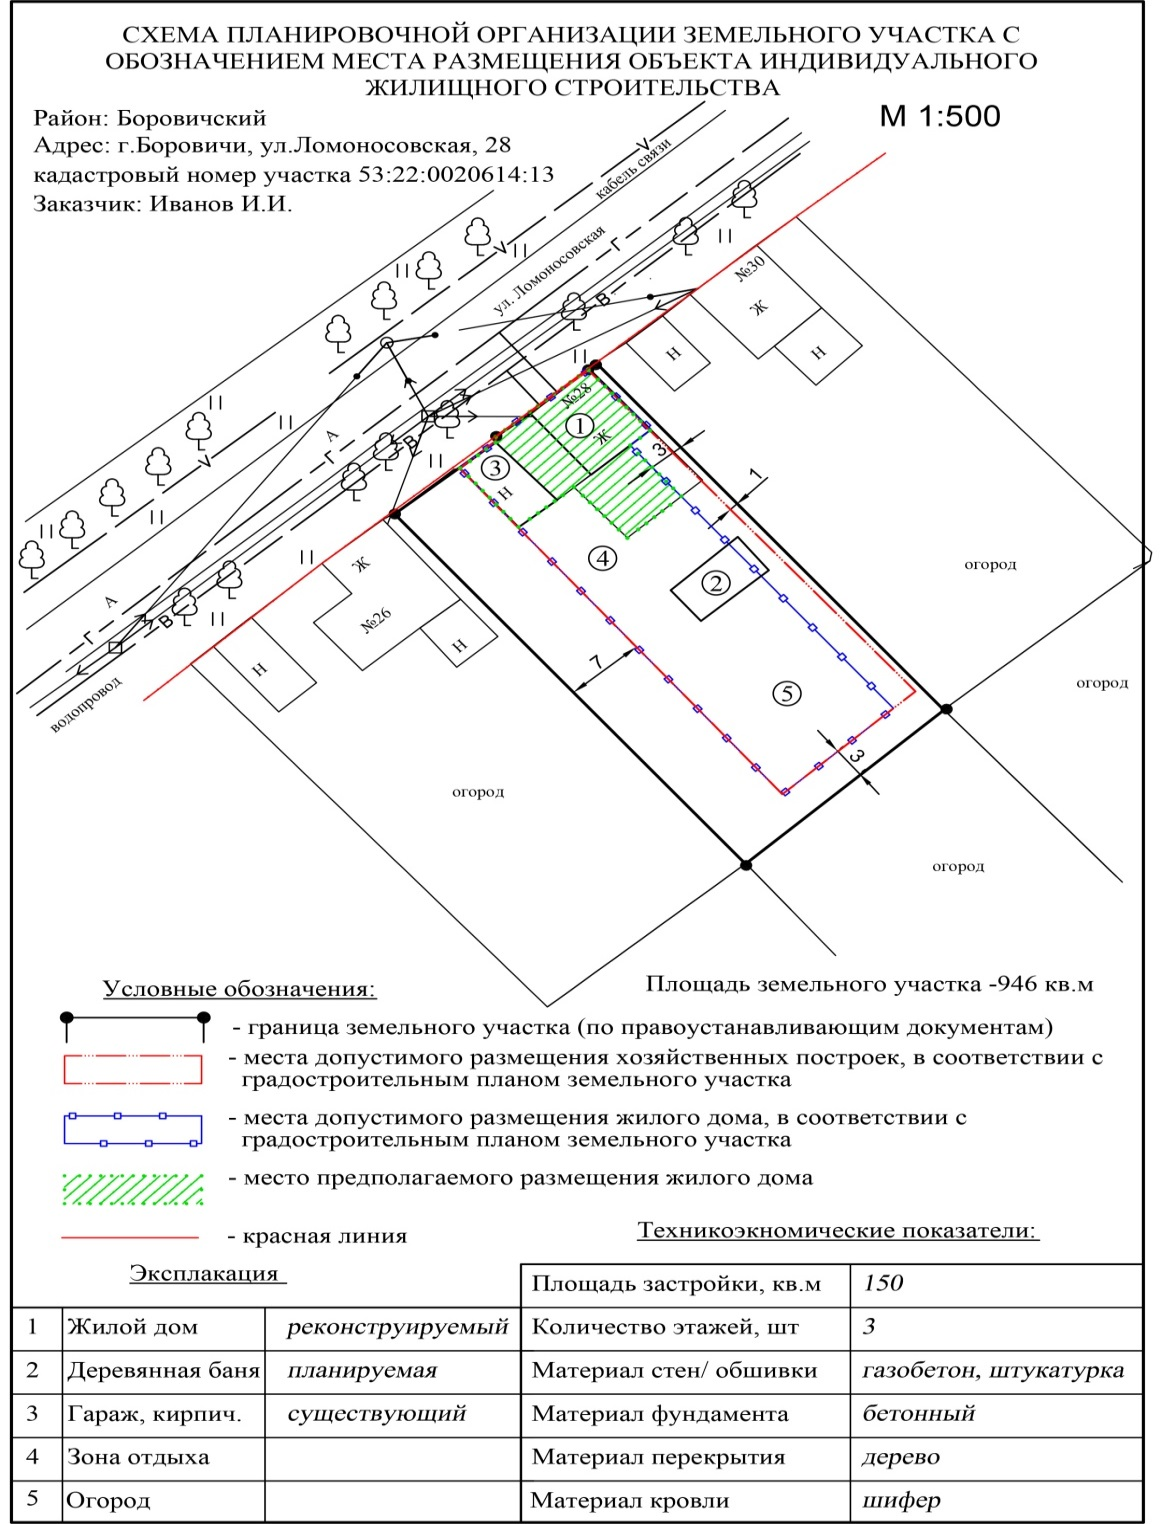 СХЕМА ПЛАНИРОВОЧНОЙ ОРГАНИЗАЦИИ ЗЕМЕЛЬНОГО УЧАСТКА С
ОБОЗНАЧЕНИЕМ МЕСТА РАЗМЕЩЕНИЯ ОБЪЕКТА ИНДИВИДУАЛЬНОГО
ЖИЛИЩНОГО СТРОИТЕЛЬСТВА
Район: Боровичский
М 1:500
Адрес: г.Боровичи, ул.Ломоносовская, 28
кадастровый номер участка 53:22:0020614:13
Заказчик: Иванов И.И.
V
кабель связи
V
Г
ул. Ломоносовская
№30
Ж
В
Н
Н
№28
1
Ж
V
А
Г
В
3
Н
3
1
4
2
огород
Ж
№26
Н
Н
А
Г
В
водопровод
7
5
огород
3
огород
огород
Площадь земельного участка -946 кв.м
Условные обозначения:
- граница земельного участка (по правоустанавливающим документам)
- места допустимого размещения хозяйственных построек, в соответствии с
градостроительным планом земельного участка
- места допустимого размещения жилого дома, в соответствии с
градостроительным планом земельного участка
- место предполагаемого размещения жилого дома
- красная линия
Техникоэкномические показатели:
Эксплакация
Площадь застройки, кв.м 150
1 Жилой дом реконструируемый Количество этажей, шт 3
2 Деревянная баня планируемая Материал стен/ обшивки газобетон, штукатурка
3 Гараж, кирпич. существующий Материал фундамента бетонный
4 Зона отдыха Материал перекрытия дерево
5 Огород Материал кровли шифер